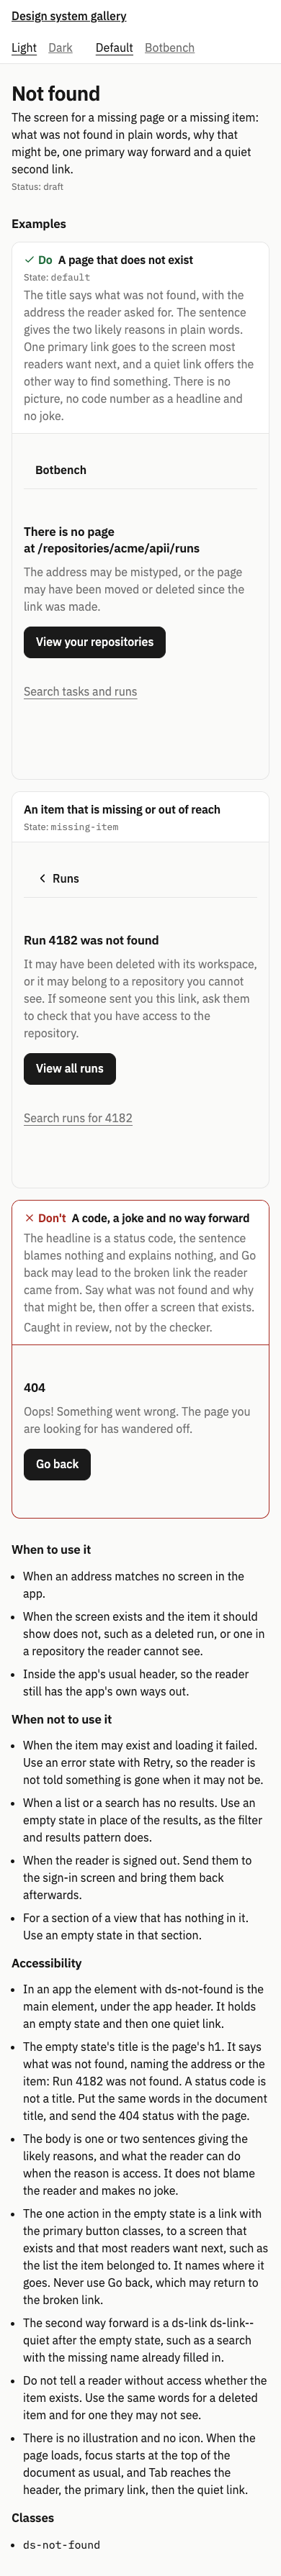 Design system gallery
Light Dark Default Botbench
Not found
The screen for a missing page or a missing item:
what was not found in plain words, why that
might be, one primary way forward and a quiet
second link.
Status: draft
Examples
Do A page that does not exist
State: default
The title says what was not found, with the
address the reader asked for. The sentence
gives the two likely reasons in plain words.
One primary link goes to the screen most
readers want next, and a quiet link offers the
other way to find something. There is no
picture, no code number as a headline and
no joke.
Botbench
There is no page
at /repositories/acme/apii/runs
The address may be mistyped, or the page
may have been moved or deleted since the
link was made.
View your repositories
Search tasks and runs
An item that is missing or out of reach
State: missing-item
Runs
Run 4182 was not found
It may have been deleted with its workspace,
or it may belong to a repository you cannot
see. If someone sent you this link, ask them
to check that you have access to the
repository.
View all runs
Search runs for 4182
Don't A code, a joke and no way forward
The headline is a status code, the sentence
blames nothing and explains nothing, and Go
back may lead to the broken link the reader
came from. Say what was not found and why
that might be, then offer a screen that exists.
Caught in review, not by the checker.
404
Oops! Something went wrong. The page you
are looking for has wandered off.
Go back
When to use it
• When an address matches no screen in the
app.
• When the screen exists and the item it should
show does not, such as a deleted run, or one in
a repository the reader cannot see.
• Inside the app's usual header, so the reader
still has the app's own ways out.
When not to use it
• When the item may exist and loading it failed.
Use an error state with Retry, so the reader is
not told something is gone when it may not be.
• When a list or a search has no results. Use an
empty state in place of the results, as the filter
and results pattern does.
• When the reader is signed out. Send them to
the sign-in screen and bring them back
afterwards.
• For a section of a view that has nothing in it.
Use an empty state in that section.
Accessibility
• In an app the element with ds-not-found is the
main element, under the app header. It holds
an empty state and then one quiet link.
• The empty state's title is the page's h1. It says
what was not found, naming the address or the
item: Run 4182 was not found. A status code is
not a title. Put the same words in the document
title, and send the 404 status with the page.
• The body is one or two sentences giving the
likely reasons, and what the reader can do
when the reason is access. It does not blame
the reader and makes no joke.
• The one action in the empty state is a link with
the primary button classes, to a screen that
exists and that most readers want next, such as
the list the item belonged to. It names where it
goes. Never use Go back, which may return to
the broken link.
• The second way forward is a ds-link ds-link--
quiet after the empty state, such as a search
with the missing name already filled in.
• Do not tell a reader without access whether the
item exists. Use the same words for a deleted
item and for one they may not see.
• There is no illustration and no icon. When the
page loads, focus starts at the top of the
document as usual, and Tab reaches the
header, the primary link, then the quiet link.
Classes
• ds-not-found